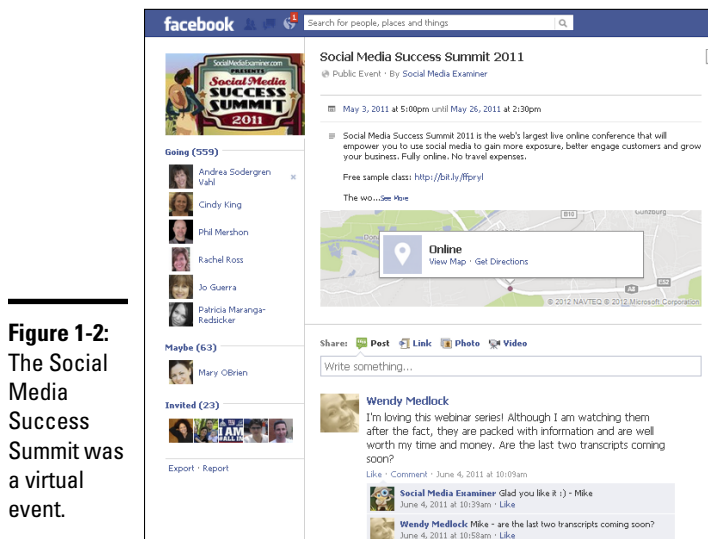 facebook
1
Search for people, places and things
SocialMediaExaminer.com
PRESENTS
Social Media
SUCCESS
SUMMIT
2011
Going (559)
Andrea Sodergren
Vahl
Cindy King
Phil Mershon
Rachel Ross
Jo Guerra
Patricia Maranga-
Redsicker
Maybe (63)
Mary OBrien
Invited (23)
I AM
ALL IN
Export · Report
Social Media Success Summit 2011
Public Event · By Social Media Examiner
May 3, 2011 at 5:00pm until May 26, 2011 at 2:30pm
Social Media Success Summit 2011 is the web's largest live online conference that will
empower you to use social media to gain more exposure, better engage customers and grow
your business. Fully online. No travel expenses.
Free sample class: http://bit.ly/ffpryl
The wo...See More
B10
Gunzburg
Online
View Map · Get Directions
A8
E52
© 2012 NAVTEQ © 2012 Microsoft Corporation
Share: Post Link Photo Video
Write something...
Wendy Medlock
I'm loving this webinar series! Although I am watching them
after the fact, they are packed with information and are well
worth my time and money. Are the last two transcripts coming
soon?
Like · Comment · June 4, 2011 at 10:09am
Social Media Examiner Glad you like it :) - Mike
June 4, 2011 at 10:39am · Like
Wendy Medlock Mike - are the last two transcripts coming soon?
June 4, 2011 at 10:58am · Like
Figure 1-2:
The Social
Media
Success
Summit was
a virtual
event.